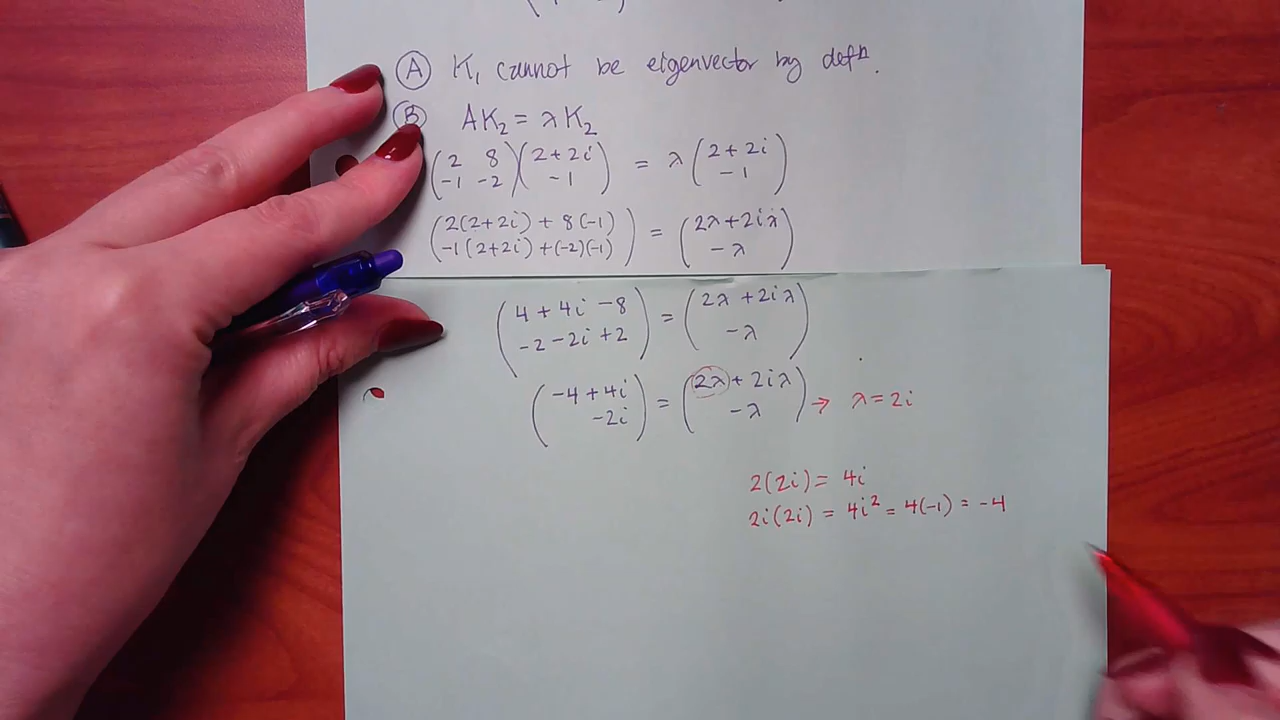 Ⓐ K₁ cannot be eigenvector by defⁿ.
Ⓑ AK₂ = λK₂
(2 8 / -1 -2)(2+2i / -1) = λ(2+2i / -1)
(2(2+2i) + 8(-1) / -1(2+2i) + (-2)(-1)) = (2λ+2iλ / -λ)
(4 + 4i - 8 / -2 - 2i + 2) = (2λ + 2iλ / -λ)
(-4 + 4i / -2i) = (2λ + 2iλ / -λ) → λ = 2i
2(2i) = 4i
2i(2i) = 4i² = 4(-1) = -4